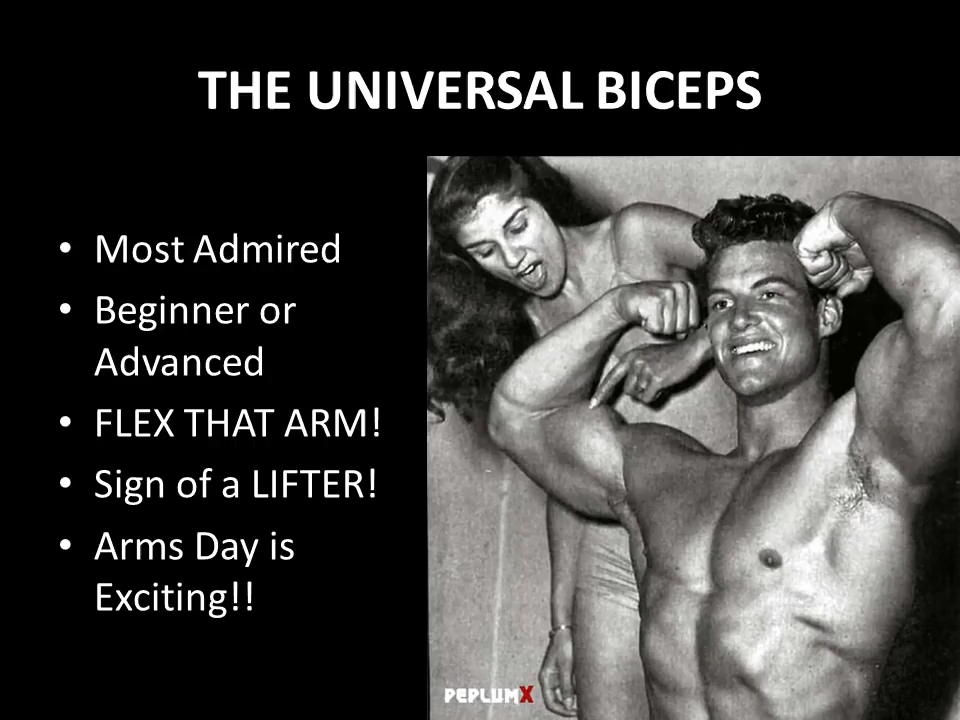 THE UNIVERSAL BICEPS
• Most Admired
• Beginner or
Advanced
• FLEX THAT ARM!
• Sign of a LIFTER!
• Arms Day is
Exciting!!
PEPLUMX